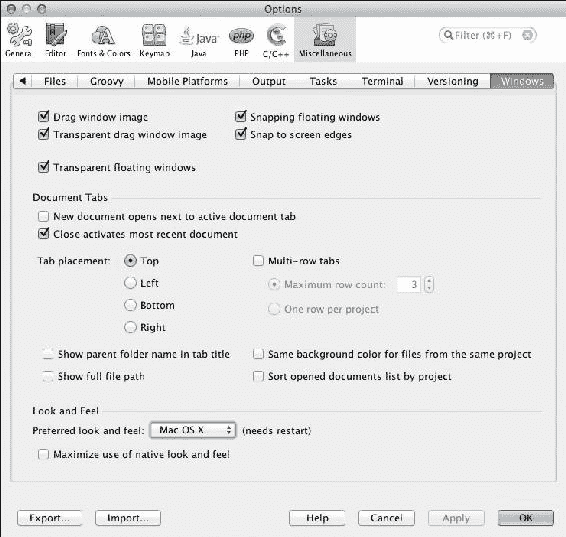 Options
General Editor Fonts & Colors Keymap Java PHP C/C++ Miscellaneous
Java php
Filter (⌘+F)
Files Groovy Mobile Platforms Output Tasks Terminal Versioning Windows
Drag window image Snapping floating windows
Transparent drag window image Snap to screen edges
Transparent floating windows
Document Tabs
New document opens next to active document tab
Close activates most recent document
Tab placement: Top Multi-row tabs
Left Maximum row count: 3
Bottom One row per project
Right
Show parent folder name in tab title Same background color for files from the same project
Show full file path Sort opened documents list by project
Look and Feel
Preferred look and feel: Mac OS X (needs restart)
Maximize use of native look and feel
Export... Import... Help Cancel Apply OK